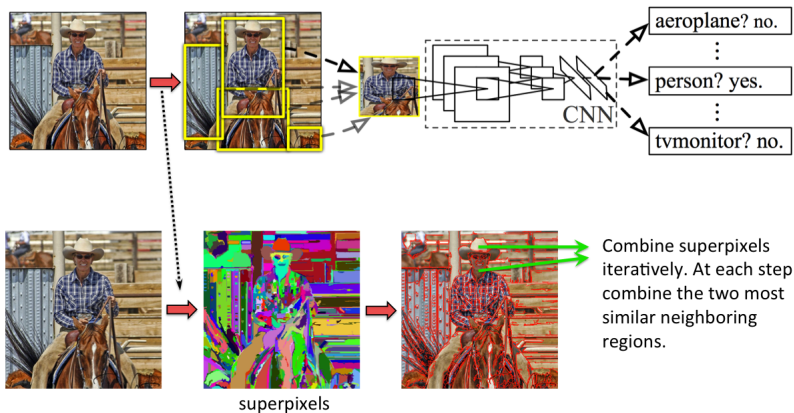 aeroplane? no.
⋮
person? yes.
⋮
CNN
tvmonitor? no.
Combine superpixels
iteratively. At each step
combine the two most
similar neighboring
regions.
superpixels